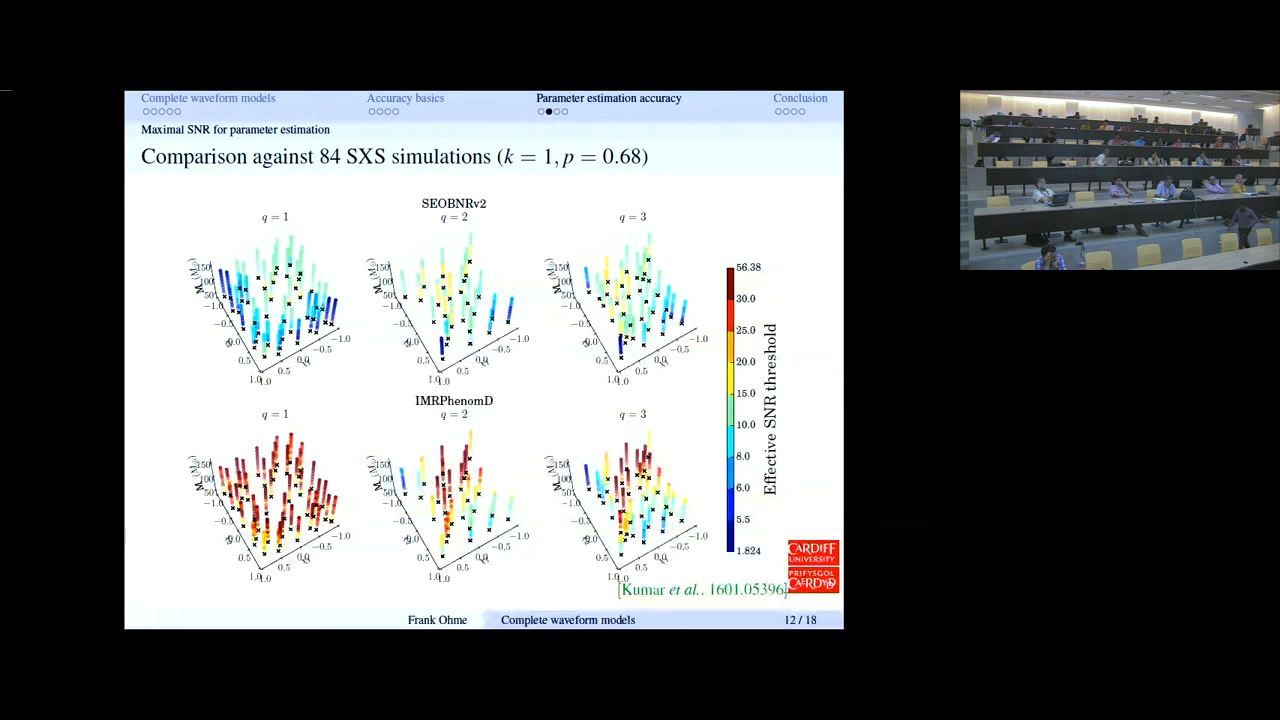 Complete waveform models Accuracy basics Parameter estimation accuracy Conclusion
Maximal SNR for parameter estimation
Comparison against 84 SXS simulations (k = 1, p = 0.68)
SEOBNRv2
q = 1 q = 2 q = 3
IMRPhenomD
q = 1 q = 2 q = 3
56.38
30.0
25.0
20.0
15.0
10.0
8.0
6.0
5.5
1.824
Effective SNR threshold
CARDIFF
UNIVERSITY
PRIFYSGOL
CAERDYDD
[Kumar et al., 1601.05396]
Frank Ohme Complete waveform models 12 / 18